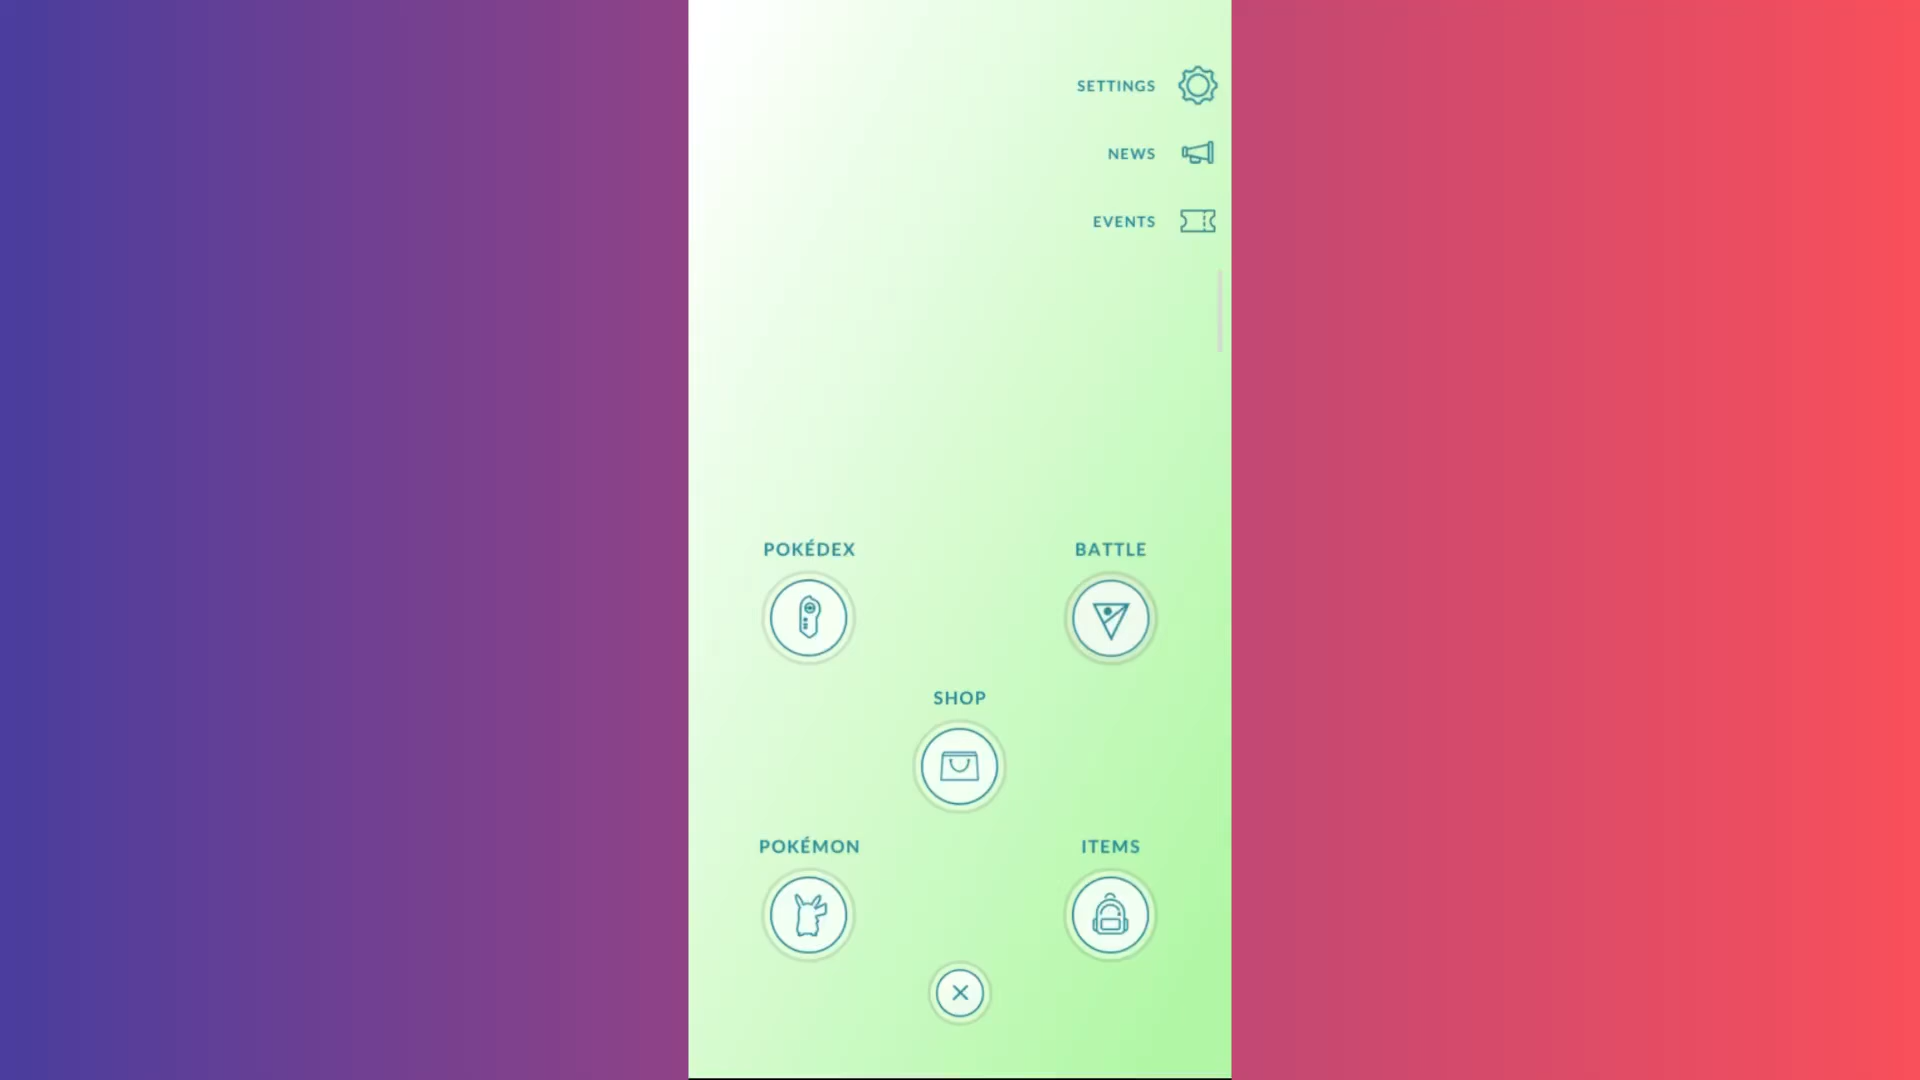 SETTINGS
NEWS
EVENTS
POKÉDEX
BATTLE
SHOP
POKÉMON
ITEMS